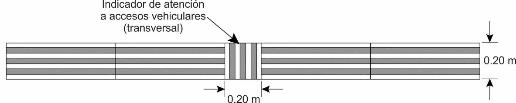 Indicador de atención
a accesos vehiculares
(transversal)
0.20 m
0.20 m